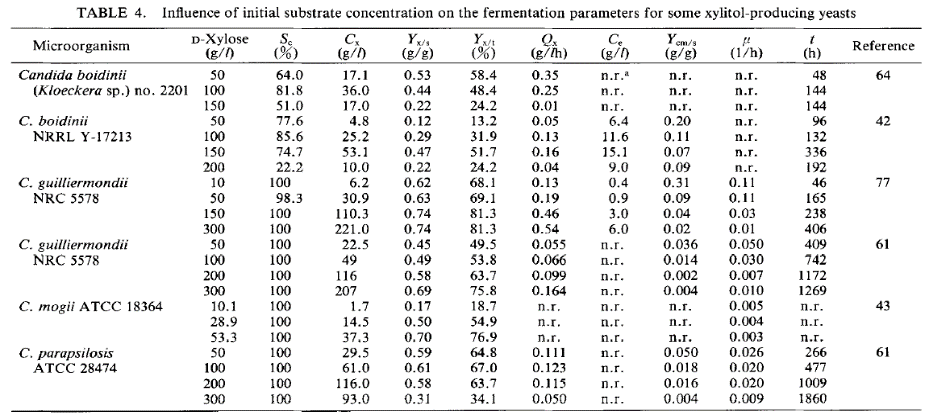 TABLE 4. Influence of initial substrate concentration on the fermentation parameters for some xylitol-producing yeasts
Microorganism D-Xylose (g/l) Sc (%) Cx (g/l) Yx/s (g/g) Yx/t (%) Qx (g/lh) Ce (g/l) Ycm/s (g/g) μ (1/h) t (h) Reference
Candida boidinii 50 64.0 17.1 0.53 58.4 0.35 n.r.a n.r. n.r. 48 64
(Kloeckera sp.) no. 2201 100 81.8 36.0 0.44 48.4 0.25 n.r. n.r. n.r. 144
150 51.0 17.0 0.22 24.2 0.01 n.r. n.r. n.r. 144
C. boidinii 50 77.6 4.8 0.12 13.2 0.05 6.4 0.20 n.r. 96 42
NRRL Y-17213 100 85.6 25.2 0.29 31.9 0.13 11.6 0.11 n.r. 132
150 74.7 53.1 0.47 51.7 0.16 15.1 0.07 n.r. 336
200 22.2 10.0 0.22 24.2 0.04 9.0 0.09 n.r. 192
C. guilliermondii 10 100 6.2 0.62 68.1 0.13 0.4 0.31 0.11 46 77
NRC 5578 50 98.3 30.9 0.63 69.1 0.19 0.9 0.09 0.11 165
150 100 110.3 0.74 81.3 0.46 3.0 0.04 0.03 238
300 100 221.0 0.74 81.3 0.54 6.0 0.02 0.01 406
C. guilliermondii 50 100 22.5 0.45 49.5 0.055 n.r. 0.036 0.050 409 61
NRC 5578 100 100 49 0.49 53.8 0.066 n.r. 0.014 0.030 742
200 100 116 0.58 63.7 0.099 n.r. 0.002 0.007 1172
300 100 207 0.69 75.8 0.164 n.r. 0.004 0.010 1269
C. mogii ATCC 18364 10.1 100 1.7 0.17 18.7 n.r. n.r. n.r. 0.005 n.r. 43
28.9 100 14.5 0.50 54.9 n.r. n.r. n.r. 0.004 n.r.
53.3 100 37.3 0.70 76.9 n.r. n.r. n.r. 0.003 n.r.
C. parapsilosis 50 100 29.5 0.59 64.8 0.111 n.r. 0.050 0.026 266 61
ATCC 28474 100 100 61.0 0.61 67.0 0.123 n.r. 0.018 0.020 477
200 100 116.0 0.58 63.7 0.115 n.r. 0.016 0.020 1009
300 100 93.0 0.31 34.1 0.050 n.r. 0.004 0.009 1860